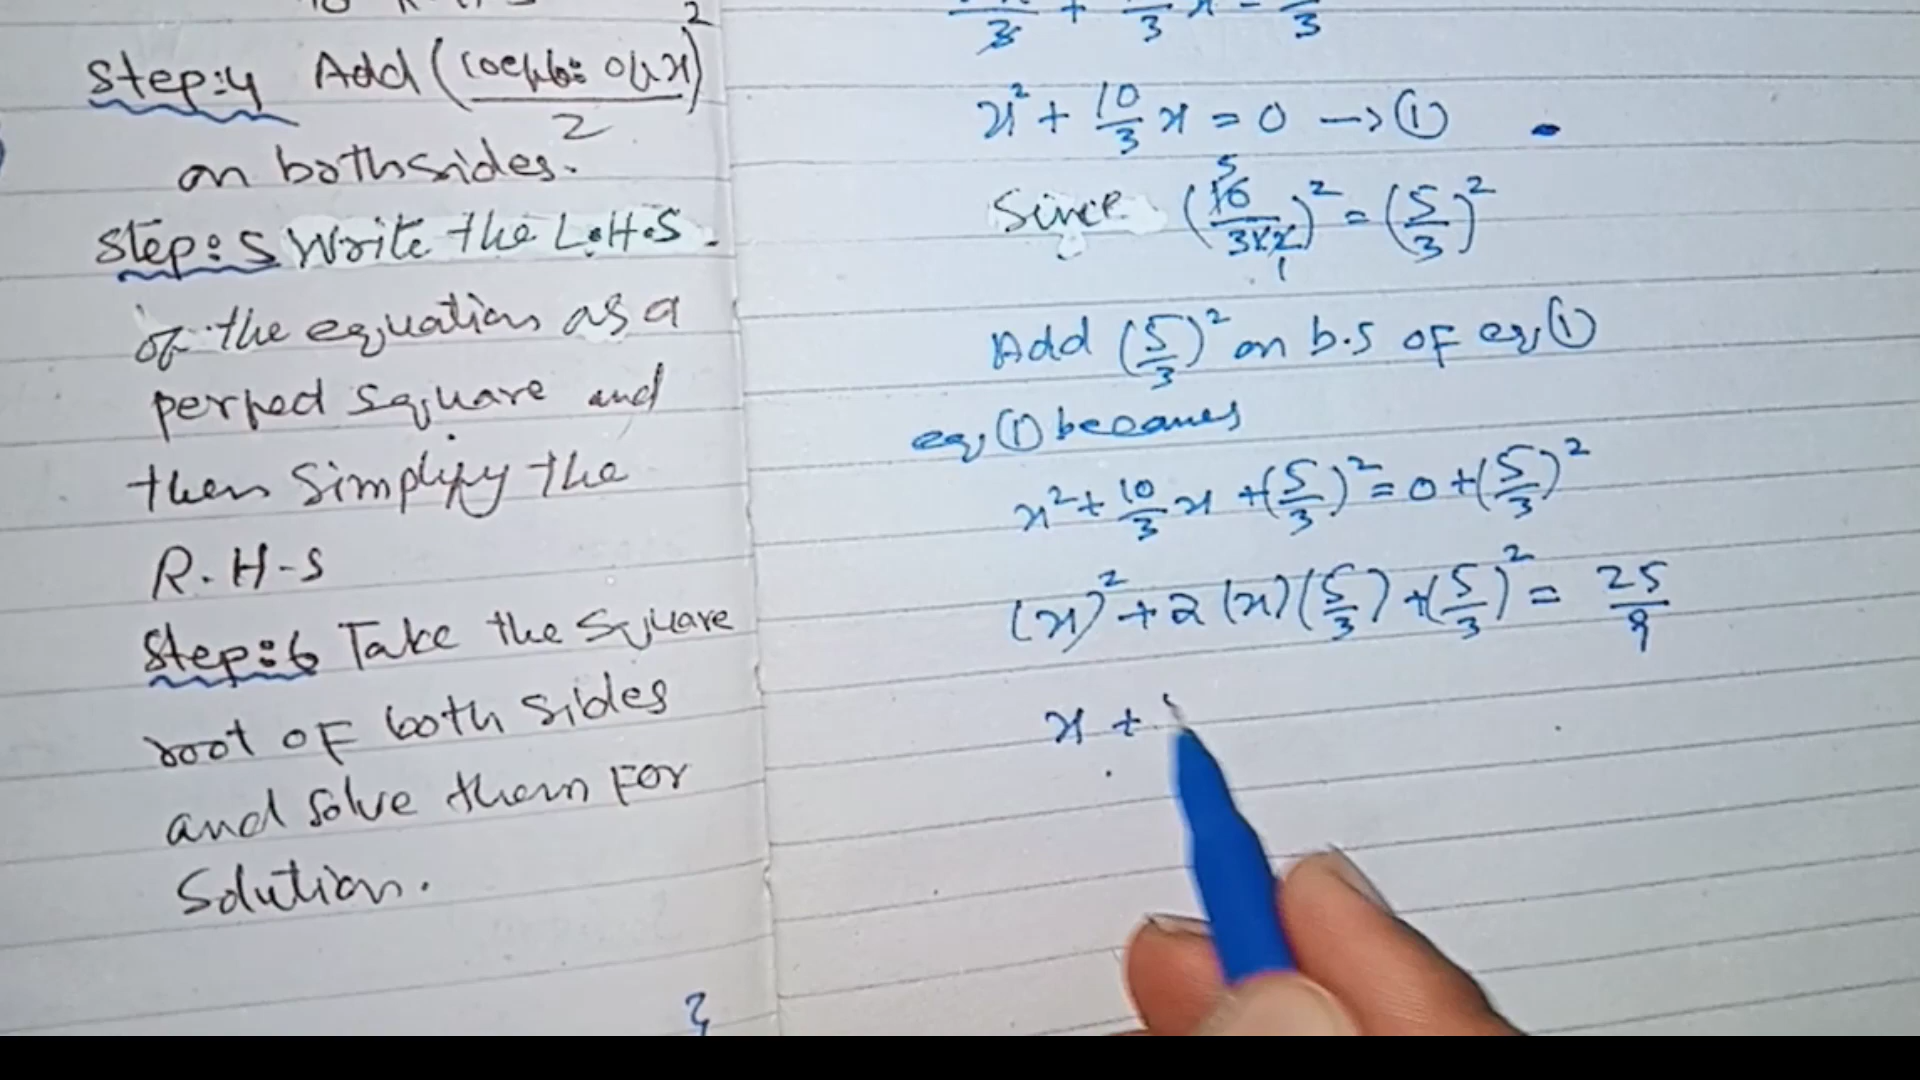 step:4 Add (coeff: of x)²
2
on bothsides.
step:5 Write the L.H.S.
of the equation as a
perfect square and
then simplify the
R.H.S
step:6 Take the square
root of both sides
and solve them For
Solution.
x² + 10/3 x = 0 → ①
Since (10/3×2)² = (5/3)²
Add (5/3)² on b.s of eq ①
eq ① becomes
x² + 10/3 x + (5/3)² = 0 + (5/3)²
(x)² + 2(x)(5/3) + (5/3)² = 25/9
x +